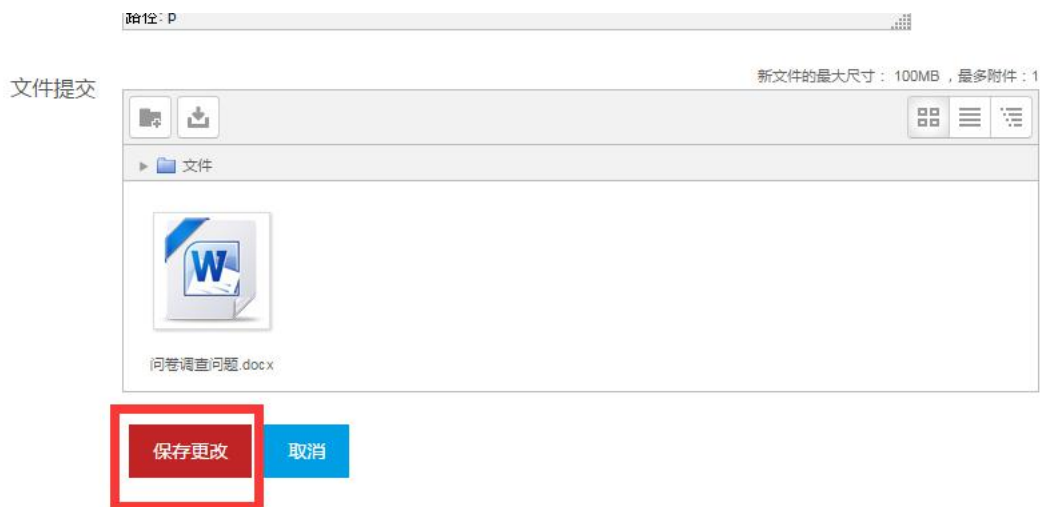 路径: p
新文件的最大尺寸： 100MB ，最多附件：1
文件提交
文件
W
问卷调查问题.docx
保存更改
取消